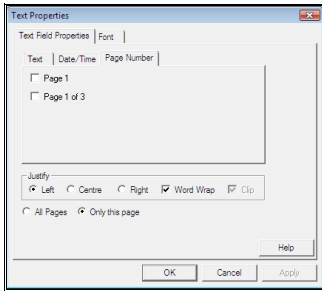 Text Properties
Text Field Properties Font
Text Date/Time Page Number
Page 1
Page 1 of 3
Justify
Left Centre Right Word Wrap Clip
All Pages Only this page
Help
OK Cancel Apply